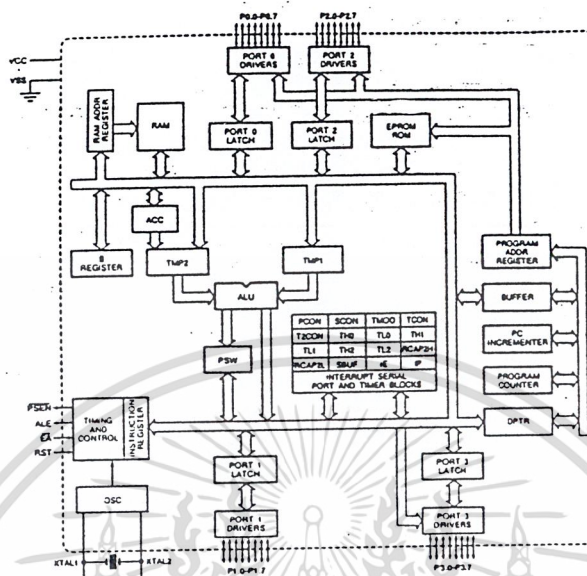 P0.0-P0.7
P2.0-P2.7
VCC
VSS
PORT 0
DRIVERS
PORT 2
DRIVERS
RAM ADDR
REGISTER
RAM
PORT 0
LATCH
PORT 2
LATCH
EPROM
ROM
ACC
B
REGISTER
TMP2
TMP1
PROGRAM
ADDR
REGISTER
ALU
BUFFER
PCON SCON TMOD TCON
T2CON TH0 TL0 TH1
TL1 TH2 TL2 RCAP2H
RCAP2L SBUF IE IP
INTERRUPT SERIAL
PORT AND TIMER BLOCKS
PSW
PC
INCREMENTER
PROGRAM
COUNTER
PSEN
ALE
EA
RST
TIMING
AND
CONTROL
INSTRUCTION
REGISTER
DPTR
PORT 1
LATCH
PORT 3
LATCH
OSC
PORT 1
DRIVERS
PORT 3
DRIVERS
XTAL1
XTAL2
P1.0-P1.7
P3.0-P3.7